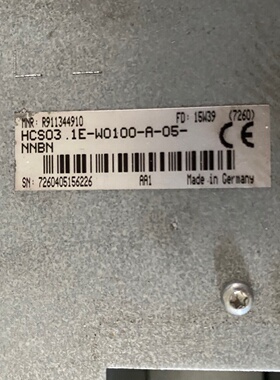 MNR: R911344910 FD: 15W39 (7260)
HCS03.1E-W0100-A-05-
NNBN
CE
SN: 7260405156226 AA1 Made in Germany